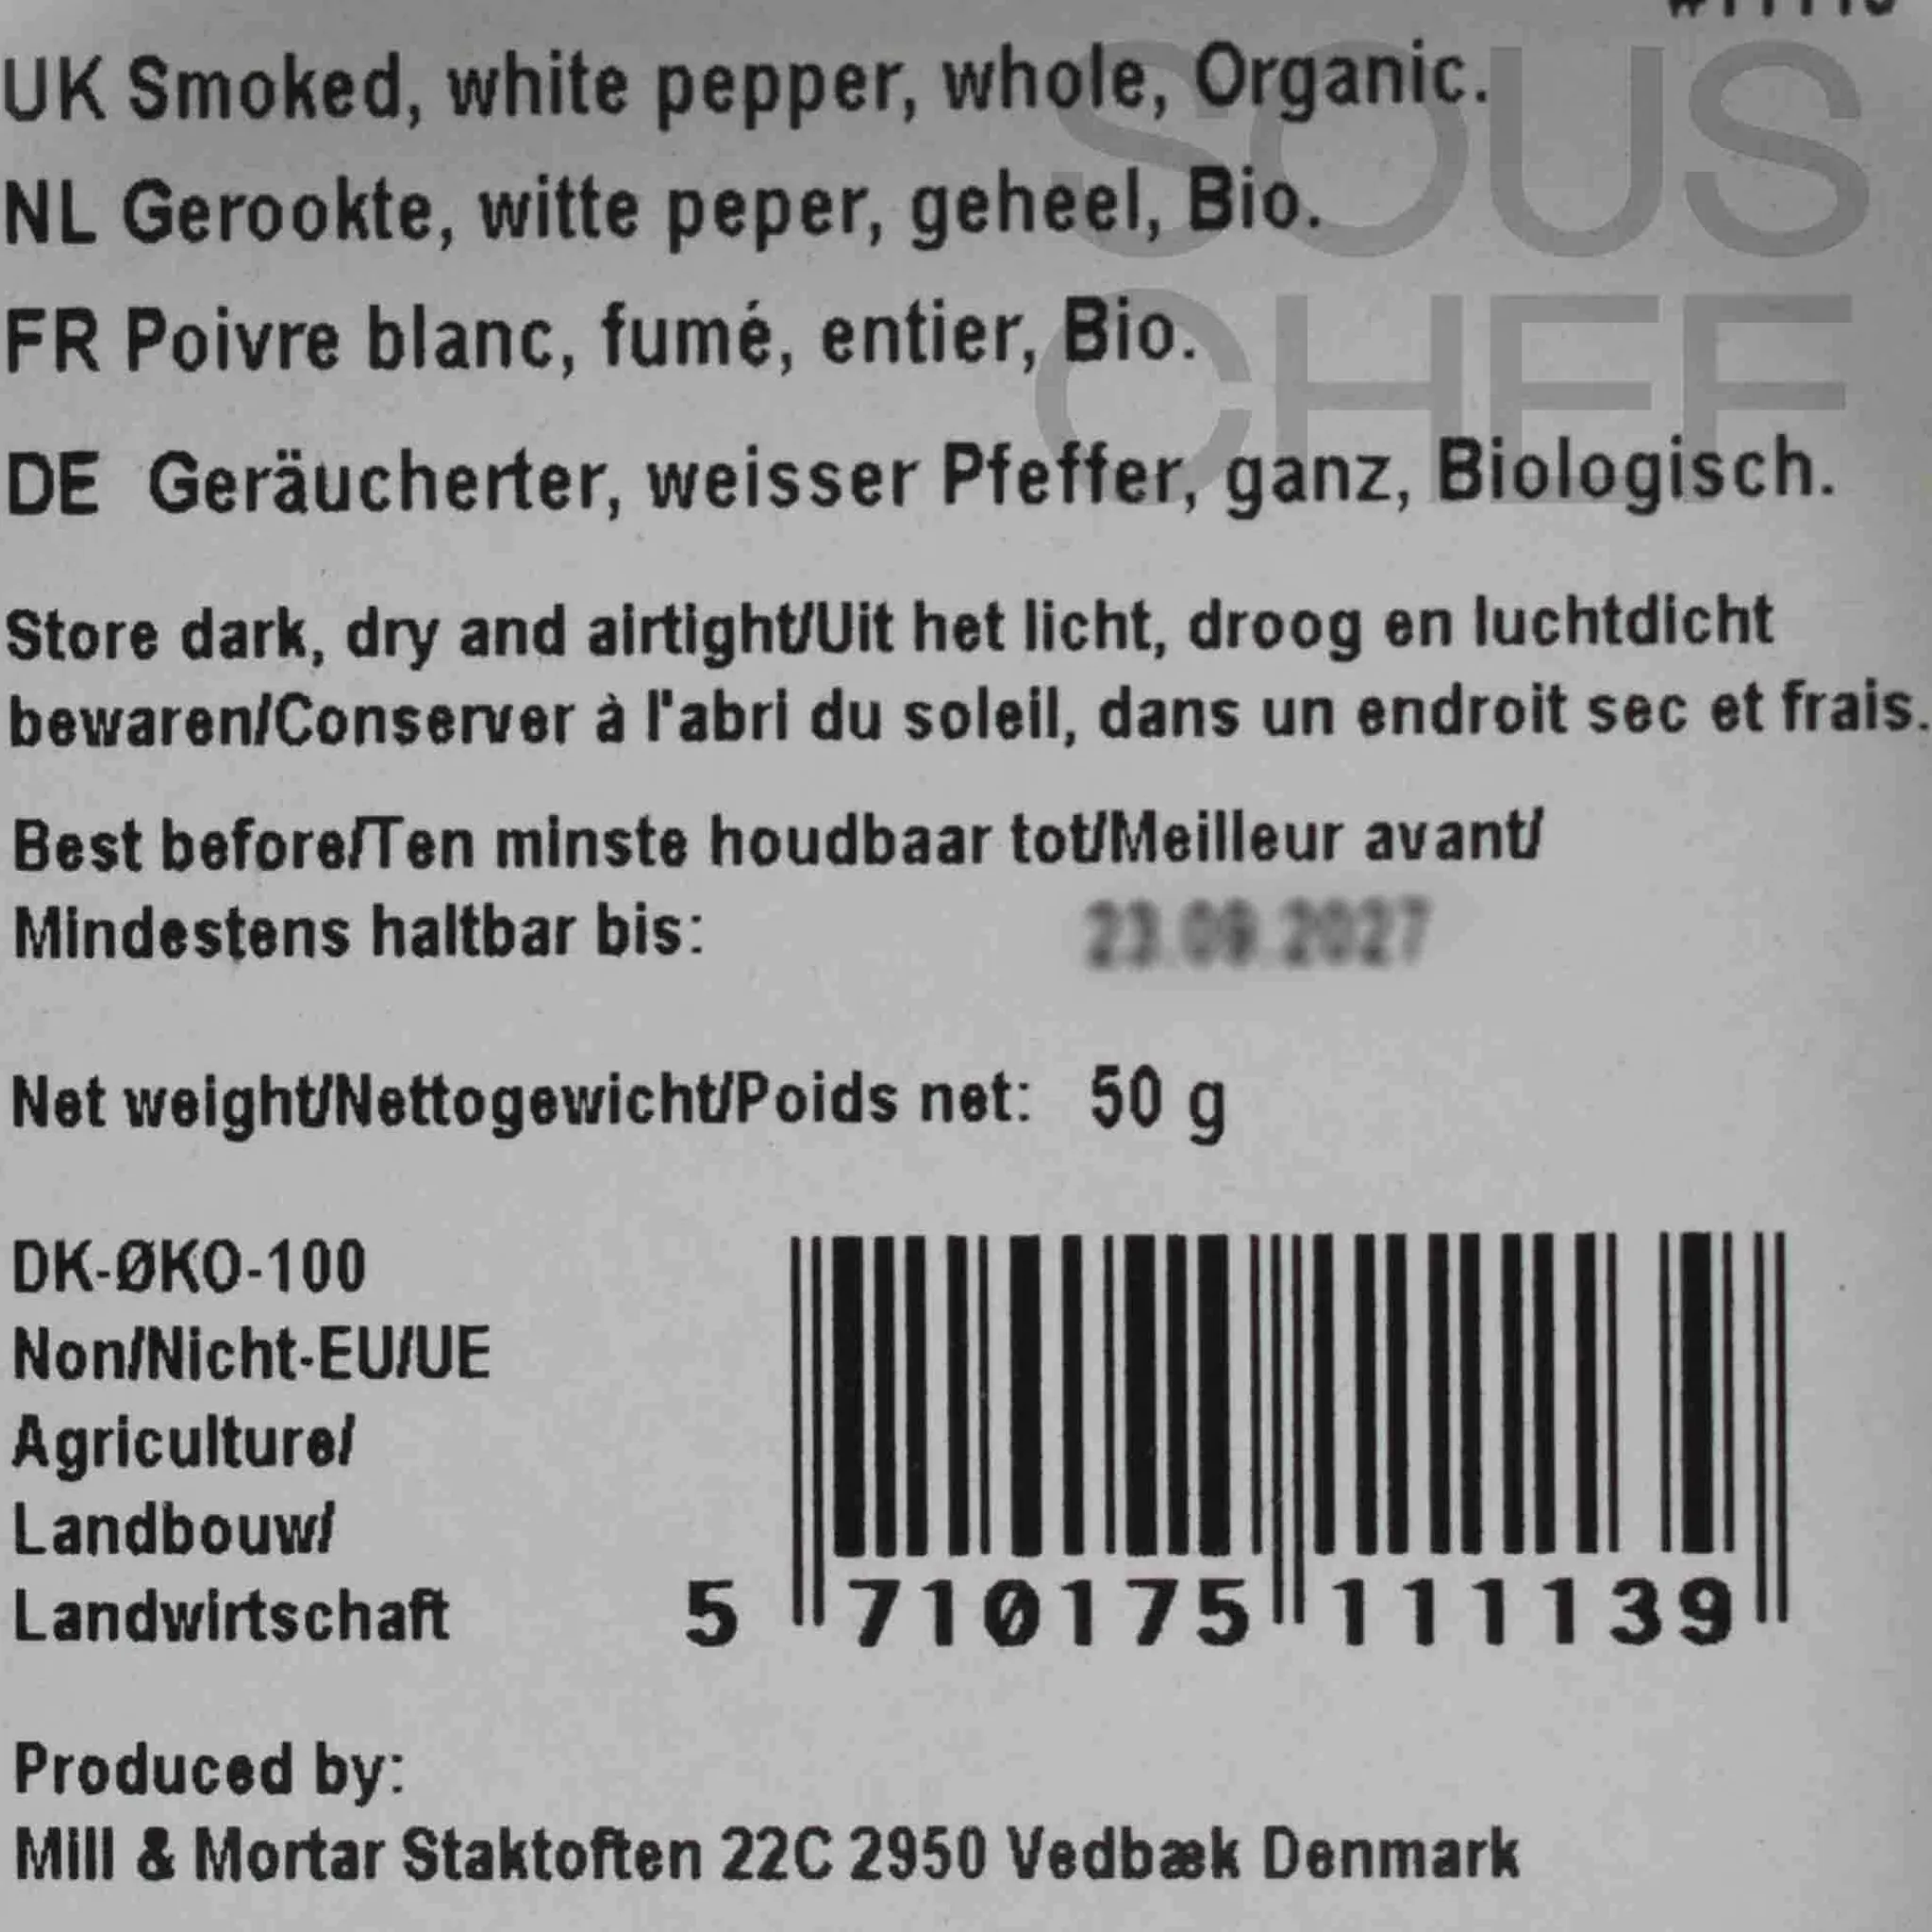 SOUS
CHEF
UK Smoked, white pepper, whole, Organic.
NL Gerookte, witte peper, geheel, Bio.
FR Poivre blanc, fumé, entier, Bio.
DE Geräucherter, weisser Pfeffer, ganz, Biologisch.
Store dark, dry and airtight/Uit het licht, droog en luchtdicht
bewaren/Conserver à l'abri du soleil, dans un endroit sec et frais.
Best before/Ten minste houdbaar tot/Meilleur avant/
Mindestens haltbar bis:
Net weight/Nettogewicht/Poids net: 50 g
DK-ØKO-100
Non/Nicht-EU/UE
Agriculture/
Landbouw/
Landwirtschaft
5 710175 111139
Produced by:
Mill & Mortar Staktoften 22C 2950 Vedbæk Denmark